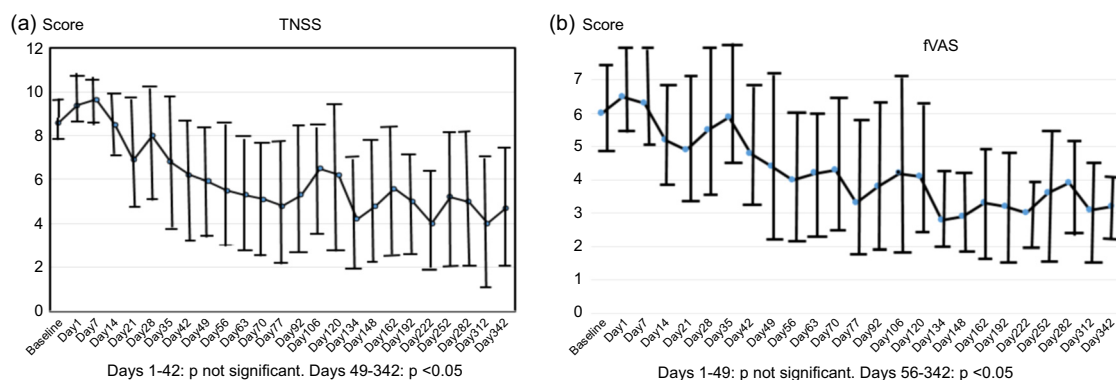 (a) Score TNSS
12
10
8
6
4
2
0
Baseline Day1 Day7 Day14 Day21 Day28 Day35 Day42 Day49 Day56 Day63 Day70 Day77 Day92 Day106 Day120 Day134 Day148 Day162 Day192 Day222 Day252 Day282 Day312 Day342
Days 1-42: p not significant. Days 49-342: p <0.05
(b) Score
fVAS
7
6
5
4
3
2
1
0
Baseline Day1 Day7 Day14 Day21 Day28 Day35 Day42 Day49 Day56 Day63 Day70 Day77 Day92 Day106 Day120 Day134 Day148 Day162 Day192 Day222 Day252 Day282 Day312 Day342
Days 1-49: p not significant. Days 56-342: p <0.05